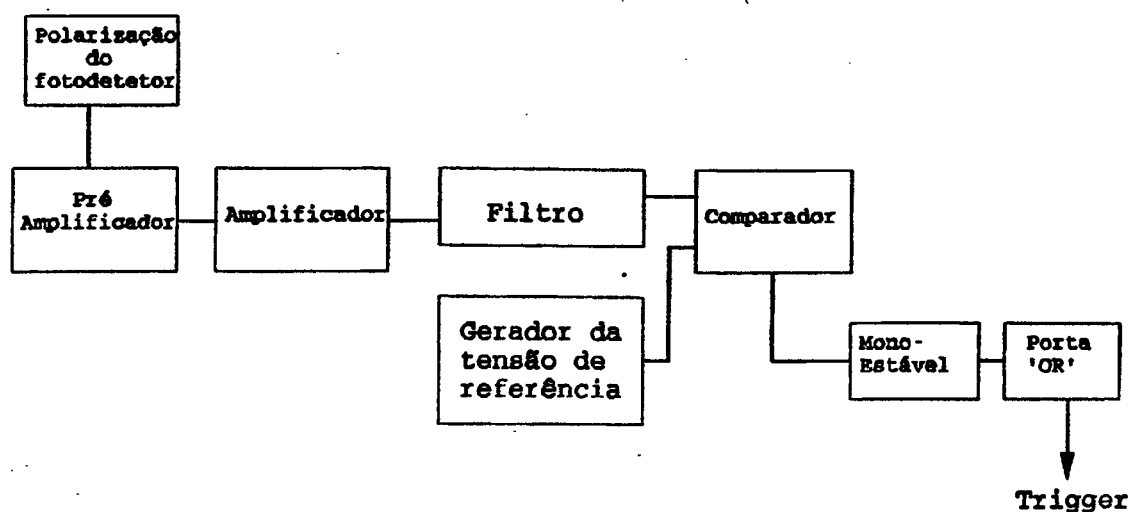 Polarização
do
fotodetetor
Pré
Amplificador
Amplificador
Filtro
Comparador
Gerador da
tensão de
referência
Mono-
Estável
Porta
'OR'
Trigger